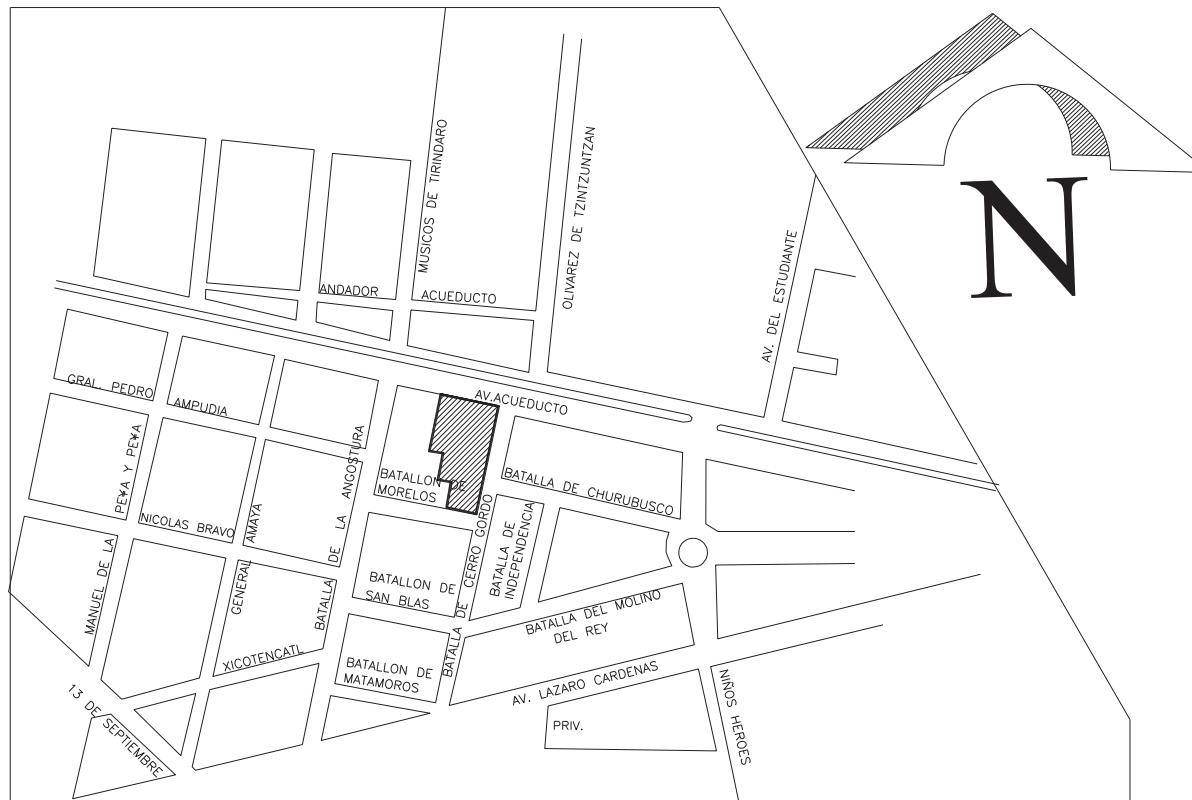 N
MUSICOS DE TIRINDARO
OLIVAREZ DE TZINTZUNTZAN
AV. DEL ESTUDIANTE
ANDADOR
ACUEDUCTO
GRAL. PEDRO
AMPUDIA
AV.ACUEDUCTO
PE¥A Y PE¥A
BATALLA DE LA ANGOSTURA
BATALLON DE
MORELOS
BATALLA DE CHURUBUSCO
NICOLAS BRAVO
GENERAL AMAYA
MANUEL DE LA
BATALLA DE CERRO GORDO
BATALLA DE
INDEPENDENCIA
BATALLON DE
SAN BLAS
BATALLA DEL MOLINO
DEL REY
XICOTENCATL
BATALLON DE
MATAMOROS
AV. LAZARO CARDENAS
13 DE SEPTIEMBRE
PRIV.
NIÑOS HEROES